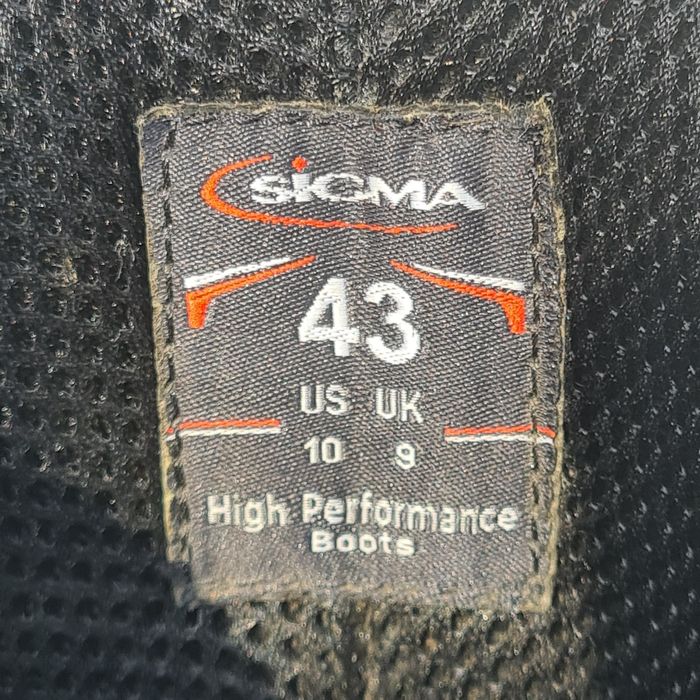 SiGMA
43
US UK
10 9
High Performance
Boots